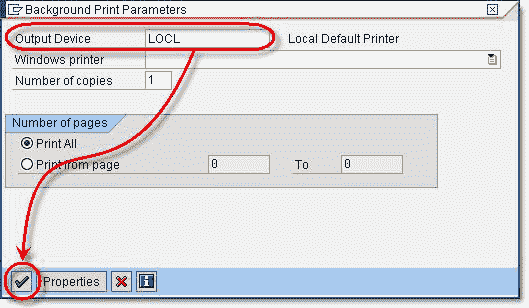 Background Print Parameters
Output Device LOCL Local Default Printer
Windows printer
Number of copies 1
Number of pages
Print All
Print from page 0 To 0
Properties